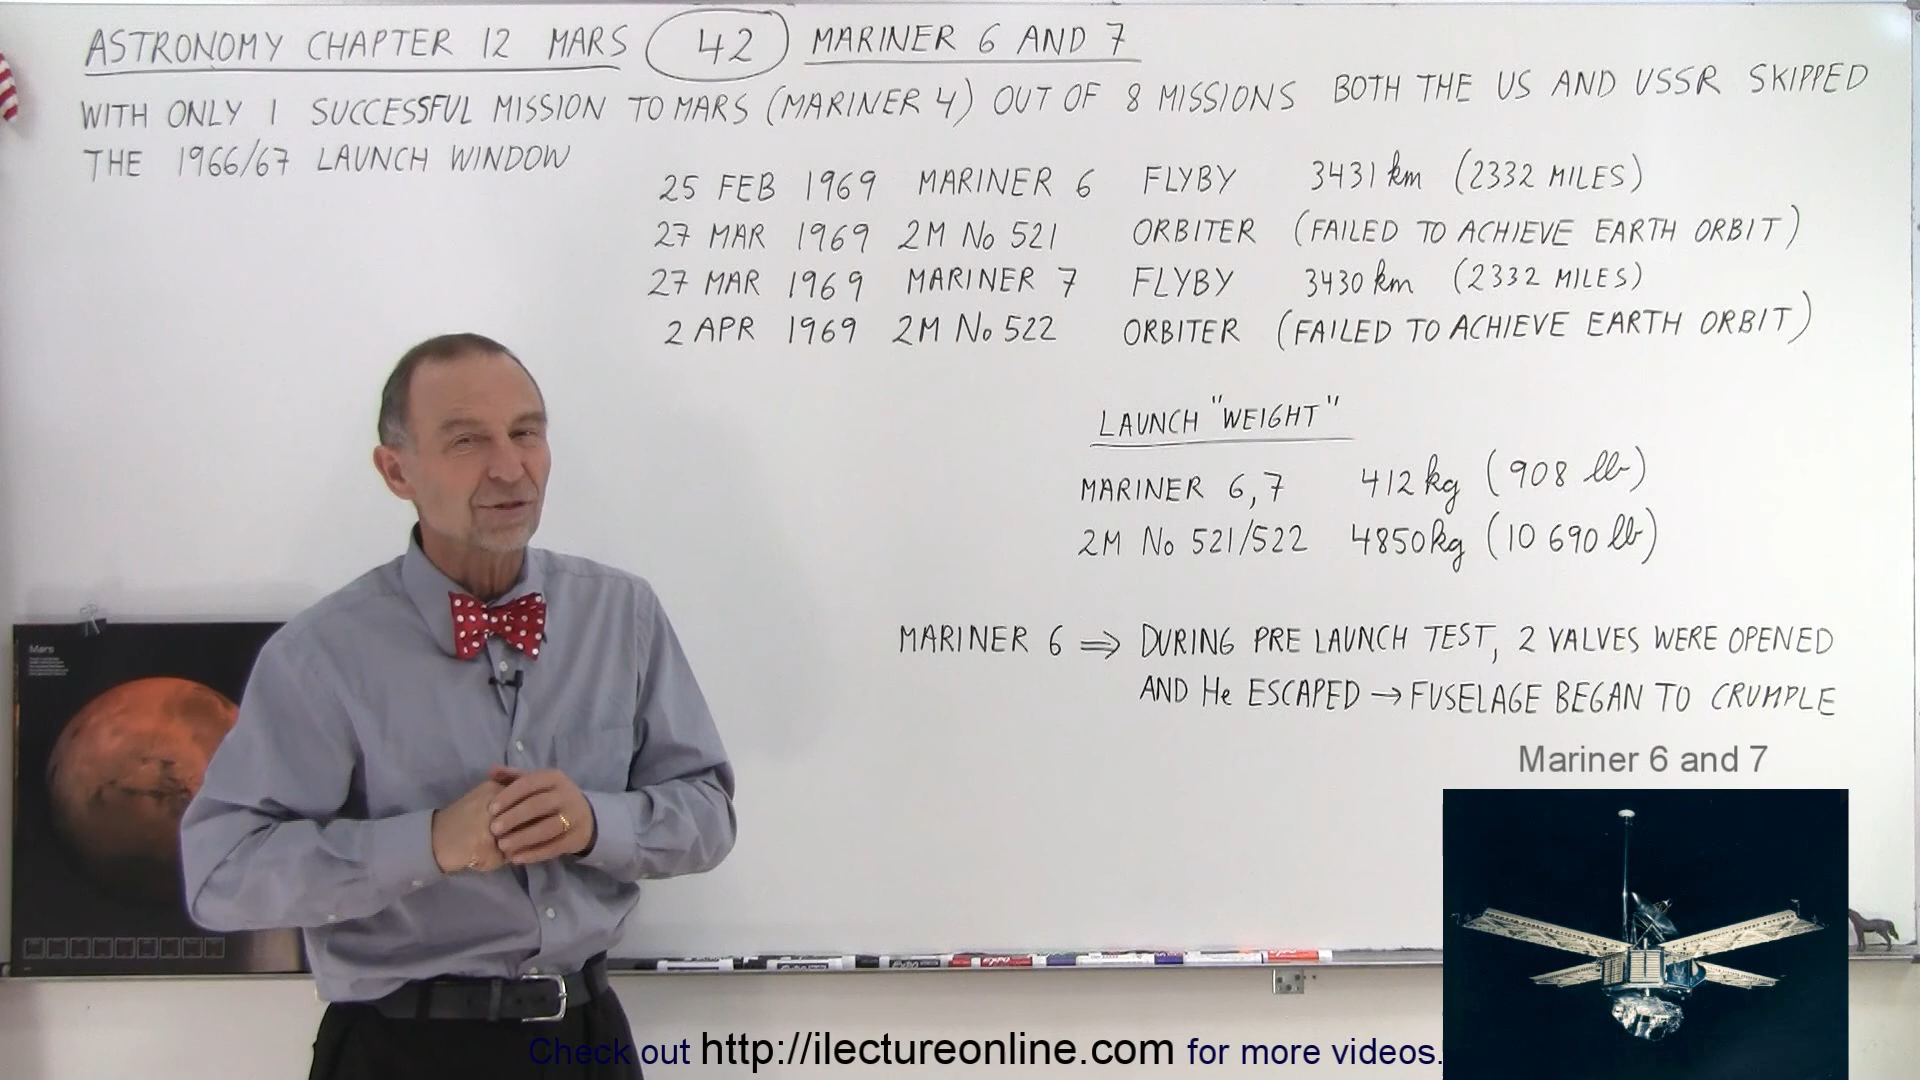 ASTRONOMY CHAPTER 12 MARS 42 MARINER 6 AND 7
WITH ONLY 1 SUCCESSFUL MISSION TO MARS (MARINER 4) OUT OF 8 MISSIONS BOTH THE US AND USSR SKIPPED
THE 1966/67 LAUNCH WINDOW
25 FEB 1969 MARINER 6 FLYBY 3431 km (2332 MILES)
27 MAR 1969 2M No 521 ORBITER (FAILED TO ACHIEVE EARTH ORBIT)
27 MAR 1969 MARINER 7 FLYBY 3430 km (2332 MILES)
2 APR 1969 2M No 522 ORBITER (FAILED TO ACHIEVE EARTH ORBIT)
LAUNCH "WEIGHT"
MARINER 6,7 412 kg (908 lb)
2M No 521/522 4850 kg (10 690 lb)
MARINER 6 ⇒ DURING PRE LAUNCH TEST, 2 VALVES WERE OPENED
AND He ESCAPED → FUSELAGE BEGAN TO CRUMPLE
Mars
Mariner 6 and 7
Check out http://ilectureonline.com for more videos.